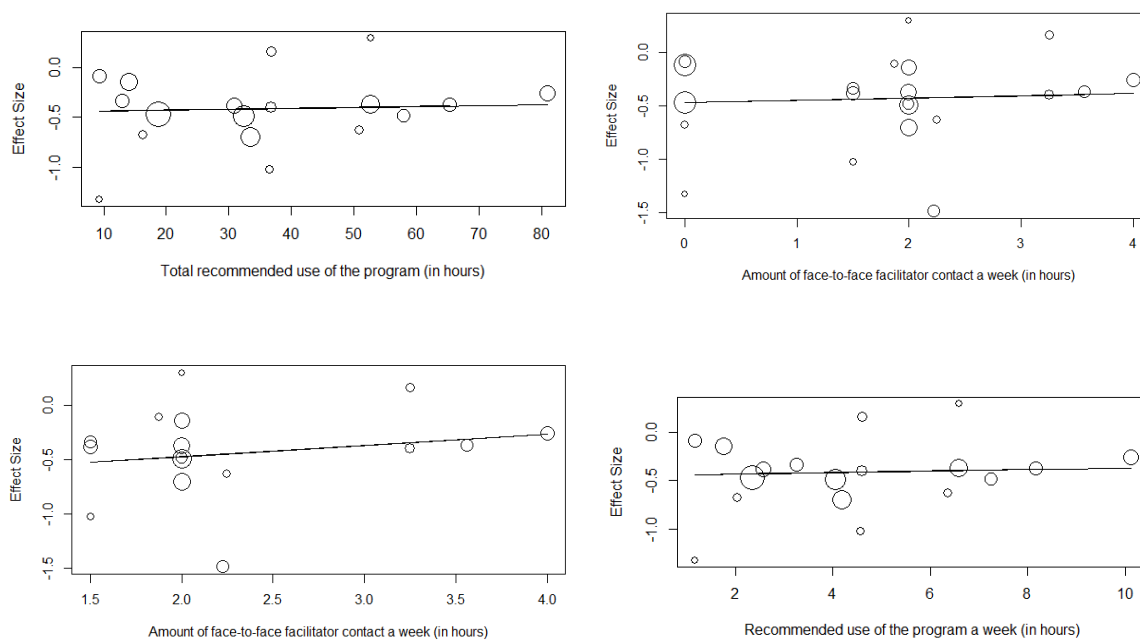 Effect Size
0.0
-0.5
-1.0
10 20 30 40 50 60 70 80
Total recommended use of the program (in hours)
Effect Size
0.0
-0.5
-1.0
-1.5
0 1 2 3 4
Amount of face-to-face facilitator contact a week (in hours)
Effect Size
0.0
-0.5
-1.0
-1.5
1.5 2.0 2.5 3.0 3.5 4.0
Amount of face-to-face facilitator contact a week (in hours)
Effect Size
0.0
-0.5
-1.0
2 4 6 8 10
Recommended use of the program a week (in hours)